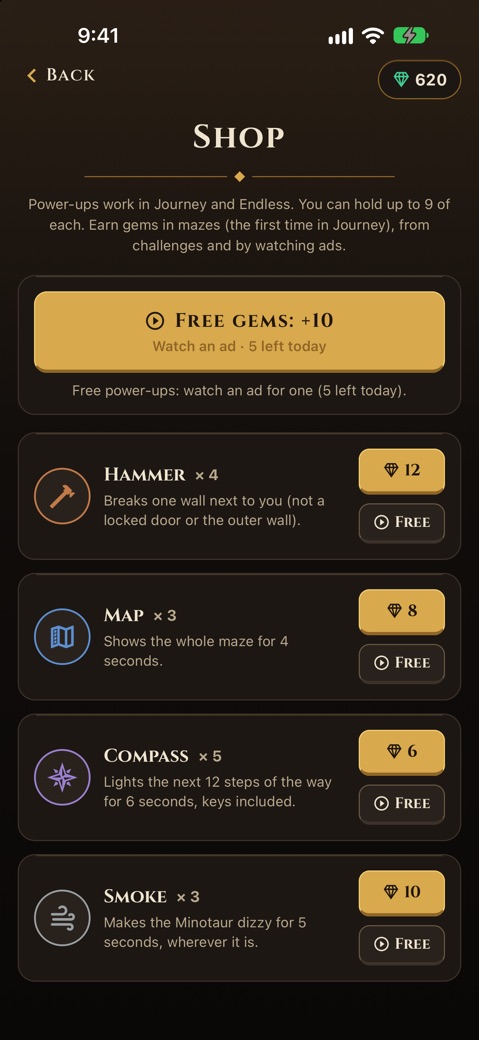 9:41
Back
620
Shop
Power-ups work in Journey and Endless. You can hold up to 9 of
each. Earn gems in mazes (the first time in Journey), from
challenges and by watching ads.
Free gems: +10
Watch an ad · 5 left today
Free power-ups: watch an ad for one (5 left today).
Hammer × 4
Breaks one wall next to you (not a
locked door or the outer wall).
12
Free
Map × 3
Shows the whole maze for 4
seconds.
8
Free
Compass × 5
Lights the next 12 steps of the way
for 6 seconds, keys included.
6
Free
Smoke × 3
Makes the Minotaur dizzy for 5
seconds, wherever it is.
10
Free